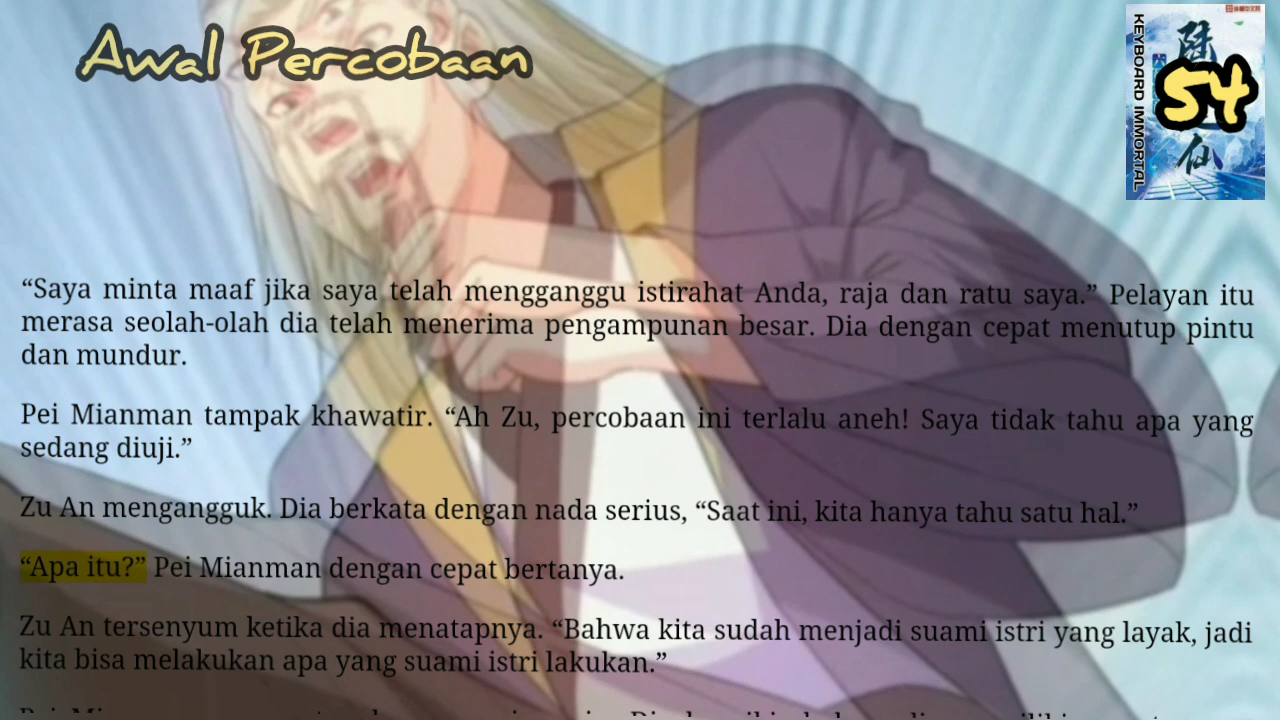 Awal Percobaan
KEYBOARD IMMORTAL
陆
仙
54
“Saya minta maaf jika saya telah mengganggu istirahat Anda, raja dan ratu saya.” Pelayan itu
merasa seolah-olah dia telah menerima pengampunan besar. Dia dengan cepat menutup pintu
dan mundur.
Pei Mianman tampak khawatir. “Ah Zu, percobaan ini terlalu aneh! Saya tidak tahu apa yang
sedang diuji.”
Zu An mengangguk. Dia berkata dengan nada serius, “Saat ini, kita hanya tahu satu hal.”
“Apa itu?” Pei Mianman dengan cepat bertanya.
Zu An tersenyum ketika dia menatapnya. “Bahwa kita sudah menjadi suami istri yang layak, jadi
kita bisa melakukan apa yang suami istri lakukan.”